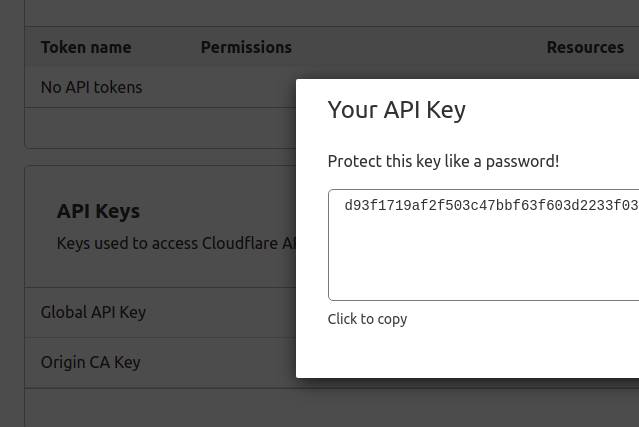 Token name Permissions Resources
No API tokens
Your API Key
Protect this key like a password!
d93f1719af2f503c47bbf63f603d2233f03
API Keys
Keys used to access Cloudflare
Global API Key
Click to copy
Origin CA Key